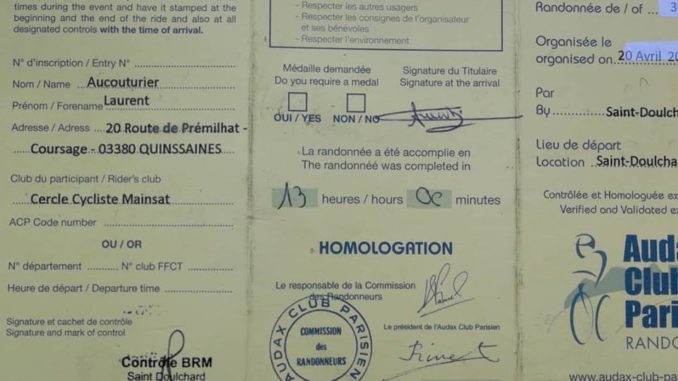 times during the event and have it stamped at the
beginning and end of the ride and also at all
designated controls with the time of arrival.
N° d'inscription / Entry N°
Nom / Name Aucouturier
Prénom / Forename Laurent
Adresse / Adress 20 Route de Prémilhat -
Coursage - 03380 QUINSSAINES
Club du participant / Rider's club
Cercle Cycliste Mainsat
ACP Code number
OU / OR
N° département N° club FFCT
Heure de départ / Departure time
Signature et cachet de contrôle
Signature and mark of control
Contrôle BRM
Saint Doulchard
- Respecter les autres usagers
- Respecter les consignes de l'organisateur
et ses bénévoles
- Respecter l'environnement
Médaille demandée
Do you require a medal
Signature du Titulaire
Signature at the arrival
OUI / YES NON / NO
La randonnée a été accomplie en
The randonneé was completed in
13 heures / hours 0c minutes
HOMOLOGATION
Le responsable de la Commission
des Randonneurs
Le président de l'Audax Club Parisien
AUDAX CLUB PARISIEN
COMMISSION
des
RANDONNEURS
Randonnée de / of 3
Organisée le
organised on 20 Avril 20
Par
By Saint-Doulch
Lieu de départ
Location Saint-Doulcha
Contrôlée et Homologuée ex
Verified and Validated ex
Audax
Club
Paris
RANDO
www.audax-club-pa